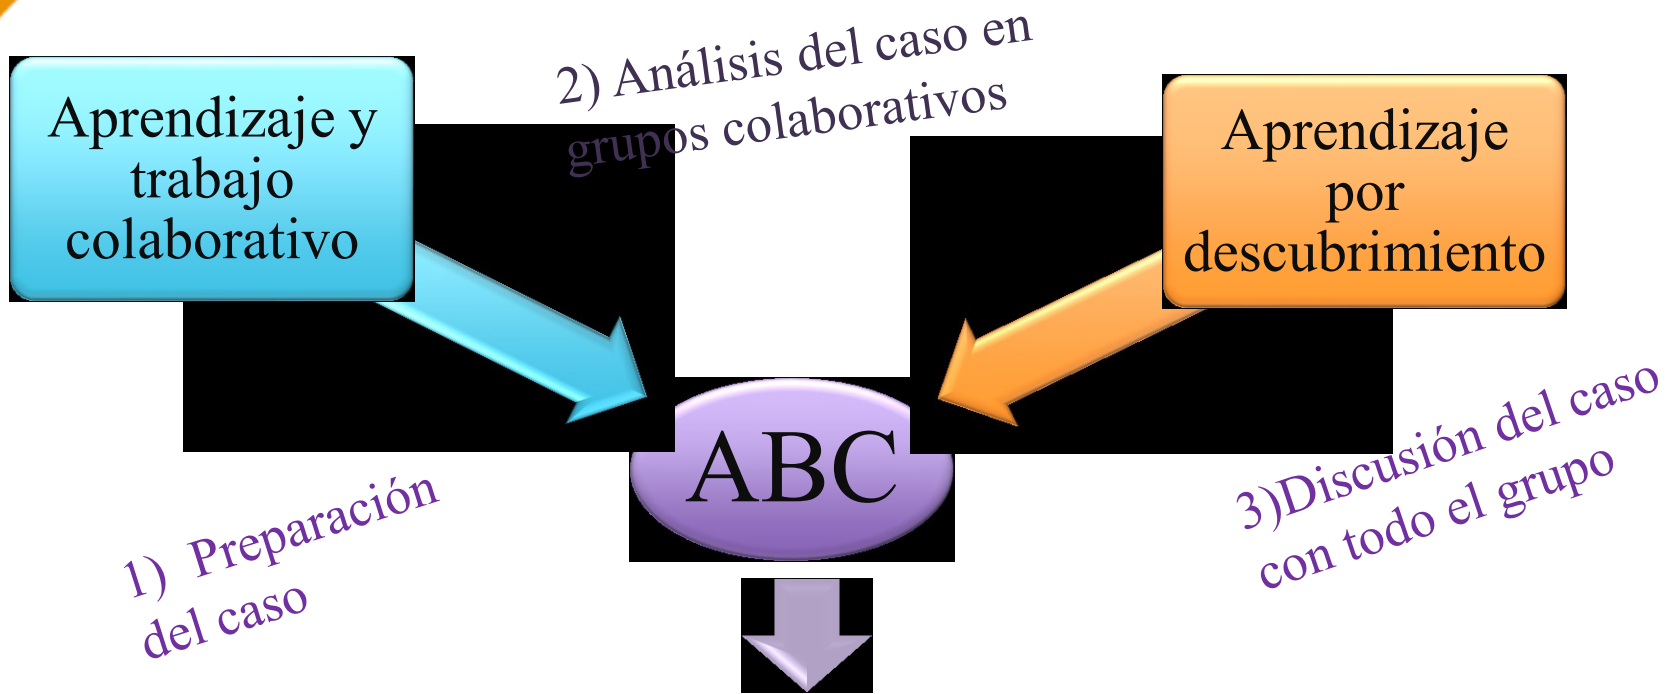 2) Análisis del caso en
grupos colaborativos
Aprendizaje y
trabajo
colaborativo
Aprendizaje
por
descubrimiento
ABC
1) Preparación
del caso
3)Discusión del caso
con todo el grupo